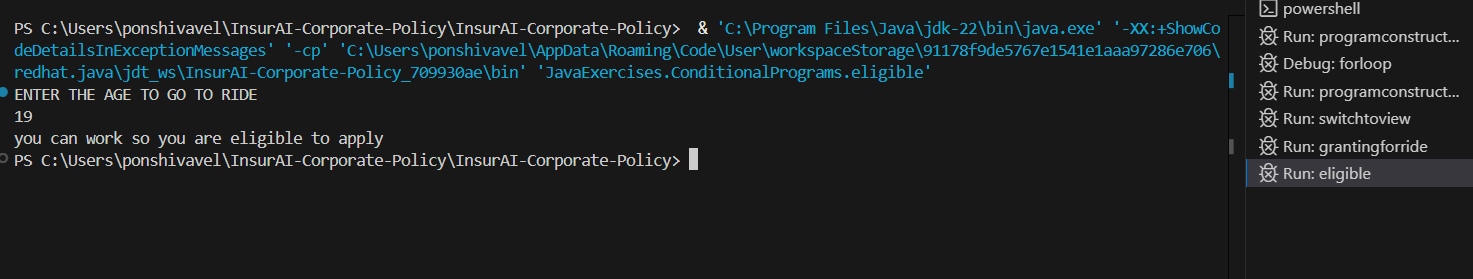 PS C:\Users\ponshivavel\InsurAI-Corporate-Policy\InsurAI-Corporate-Policy>  & 'C:\Program Files\Java\jdk-22\bin\java.exe' '-XX:+ShowCo
deDetailsInExceptionMessages' '-cp' 'C:\Users\ponshivavel\AppData\Roaming\Code\User\workspaceStorage\91178f9de5767e1541e1aaa97286e706\
redhat.java\jdt_ws\InsurAI-Corporate-Policy_709930ae\bin' 'JavaExercises.ConditionalPrograms.eligible'
ENTER THE AGE TO GO TO RIDE
19
you can work so you are eligible to apply
PS C:\Users\ponshivavel\InsurAI-Corporate-Policy\InsurAI-Corporate-Policy>
powershell
Run: programconstruct...
Debug: forloop
Run: programconstruct...
Run: switchtoview
Run: grantingforride
Run: eligible